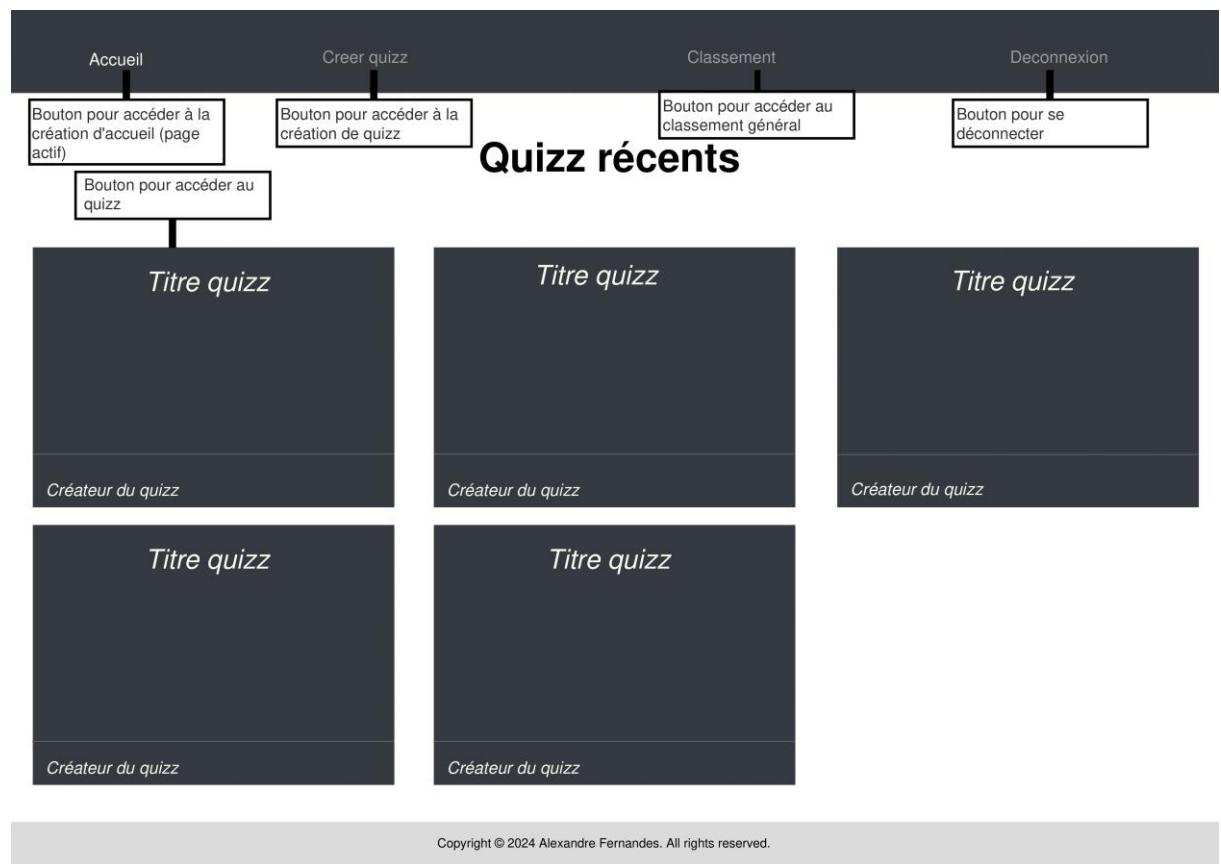 Accueil
Creer quizz
Classement
Deconnexion
Bouton pour accéder à la
création d'accueil (page
actif)
Bouton pour accéder à la
création de quizz
Bouton pour accéder au
classement général
Bouton pour se
déconnecter
Quizz récents
Bouton pour accéder au
quizz
Titre quizz
Titre quizz
Titre quizz
Créateur du quizz
Créateur du quizz
Créateur du quizz
Titre quizz
Titre quizz
Créateur du quizz
Créateur du quizz
Copyright © 2024 Alexandre Fernandes. All rights reserved.